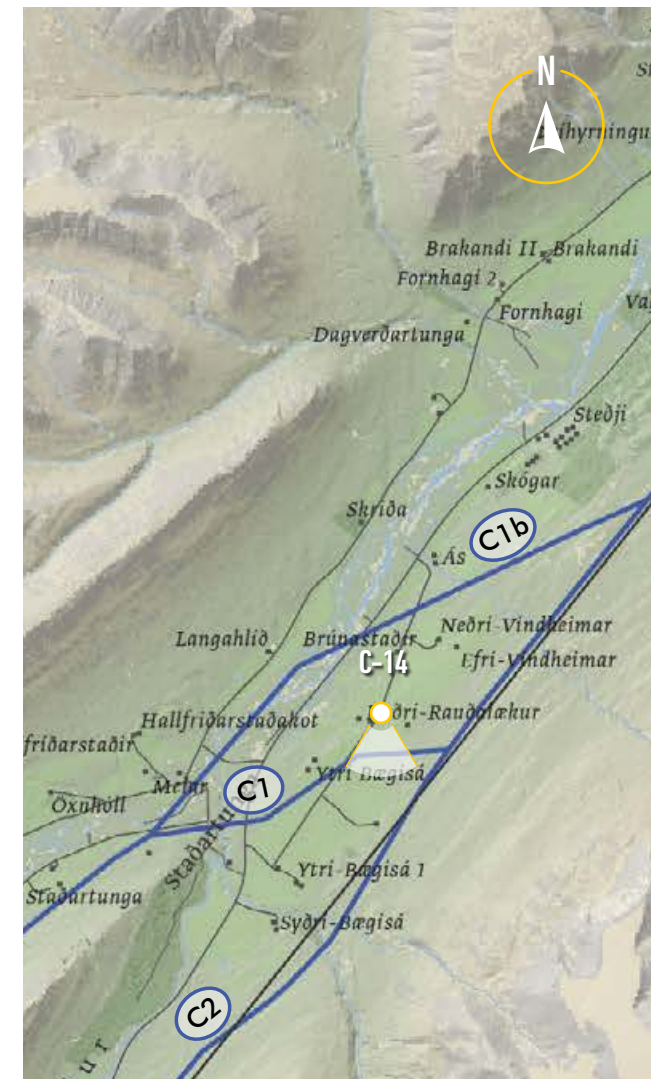 N
Brakandi II
Brakandi
Fornhagi 2
Fornhagi
Dagverðartunga
Steðji
Skógar
C1b
Skriða
Ás
Neðri-Vindheimar
Langahlíð
Brúnastaðir
Efri-Vindheimar
C-14
Hallfríðarstaðakot
C1
Ytri-Bægisá
Melar
Öxnhóll
Ytri-Bægisá 1
Staðartunga
Syðri-Bægisá
C2